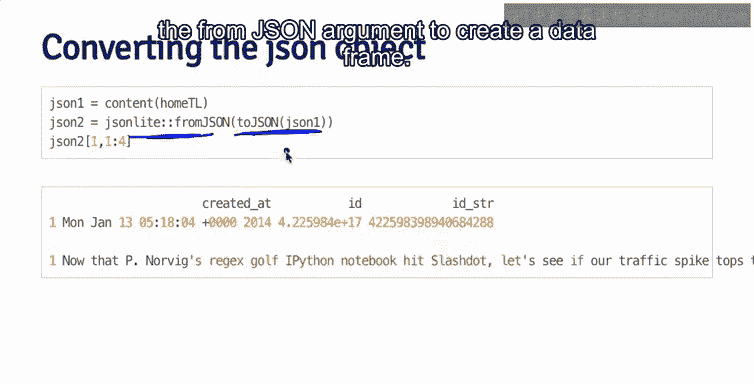 the from JSON argument to create a data
frame.
Converting the json object
json1 = content(homeTL)
json2 = jsonlite::fromJSON(toJSON(json1))
json2[1,1:4]
created_at id id_str
1 Mon Jan 13 05:18:04 +0000 2014 4.225984e+17 422598398940684288
1 Now that P. Norvig's regex golf IPython notebook hit Slashdot, let's see if our traffic spike tops t